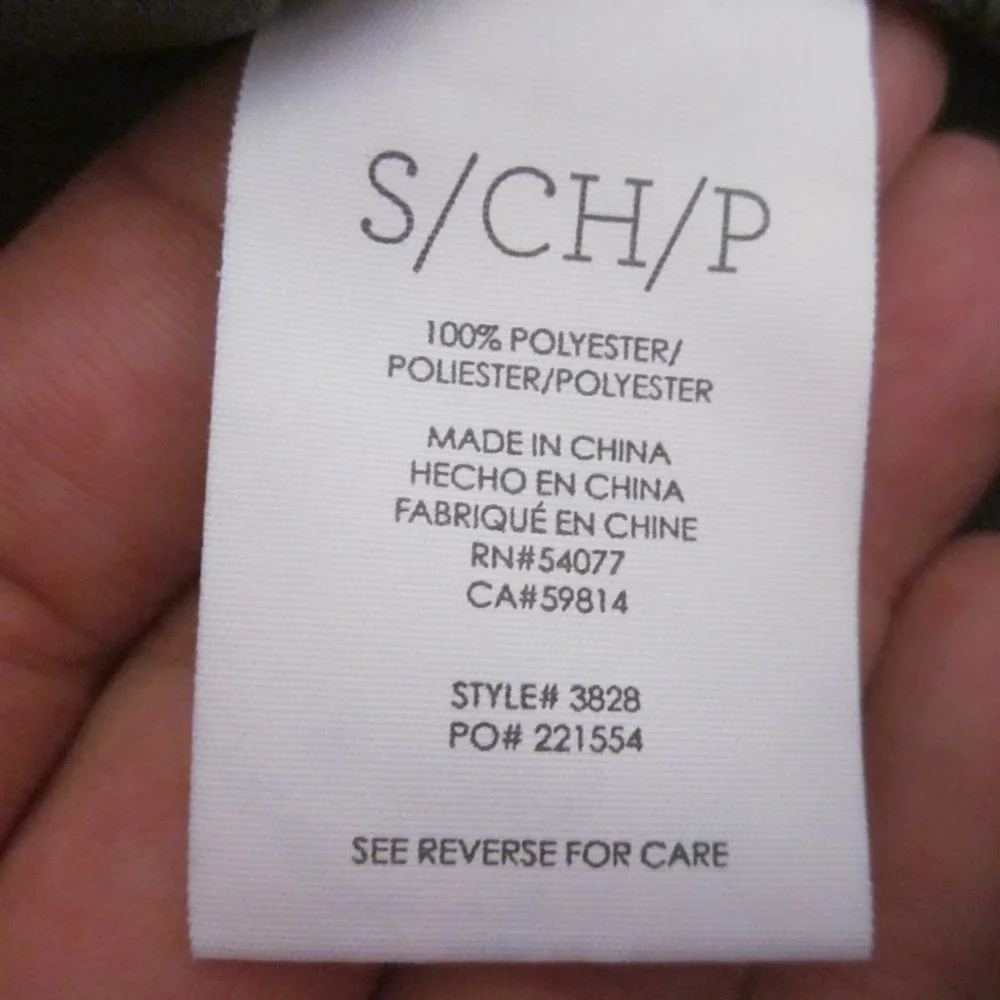 S/CH/P
100% POLYESTER/
POLIESTER/POLYESTER
MADE IN CHINA
HECHO EN CHINA
FABRIQUÉ EN CHINE
RN#54077
CA#59814
STYLE# 3828
PO# 221554
SEE REVERSE FOR CARE